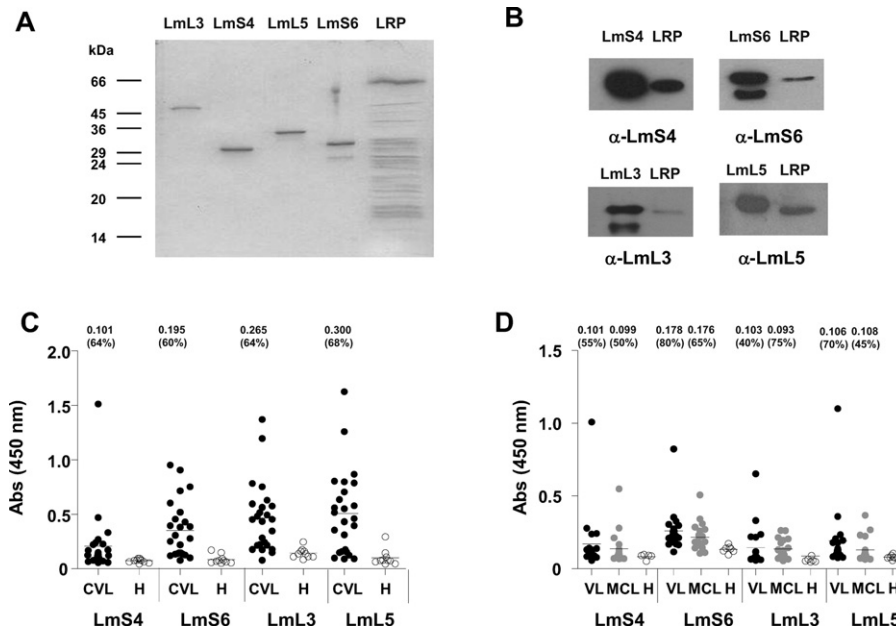 A
LmL3 LmS4 LmL5 LmS6 LRP
kDa
66
45
36
29
24
20
14
B
LmS4 LRP
LmS6 LRP
α-LmS4
α-LmS6
LmL3 LRP
LmL5 LRP
α-LmL3
α-LmL5
C
0.101 0.195 0.265 0.300
(64%) (60%) (64%) (68%)
2.0
1.5
1.0
0.5
0
Abs (450 nm)
CVL H CVL H CVL H CVL H
LmS4 LmS6 LmL3 LmL5
D
0.101 0.099 0.178 0.176 0.103 0.093 0.106 0.108
(55%) (50%) (80%) (65%) (40%) (75%) (70%) (45%)
1.5
1.0
0.5
0
Abs (450 nm)
VL MCL H VL MCL H VL MCL H VL MCL H
LmS4 LmS6 LmL3 LmL5